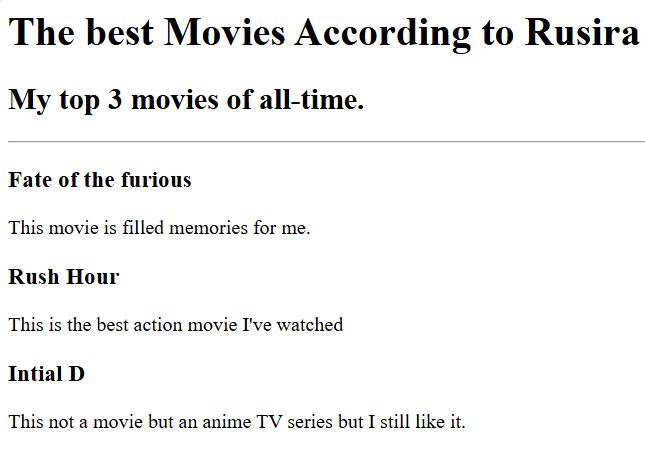 The best Movies According to Rusira
My top 3 movies of all-time.
Fate of the furious
This movie is filled memories for me.
Rush Hour
This is the best action movie I've watched
Intial D
This not a movie but an anime TV series but I still like it.